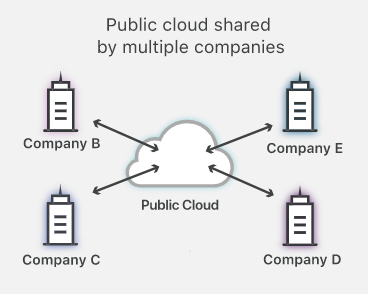 Public cloud shared
by multiple companies
Company B
Company E
Public Cloud
Company C
Company D